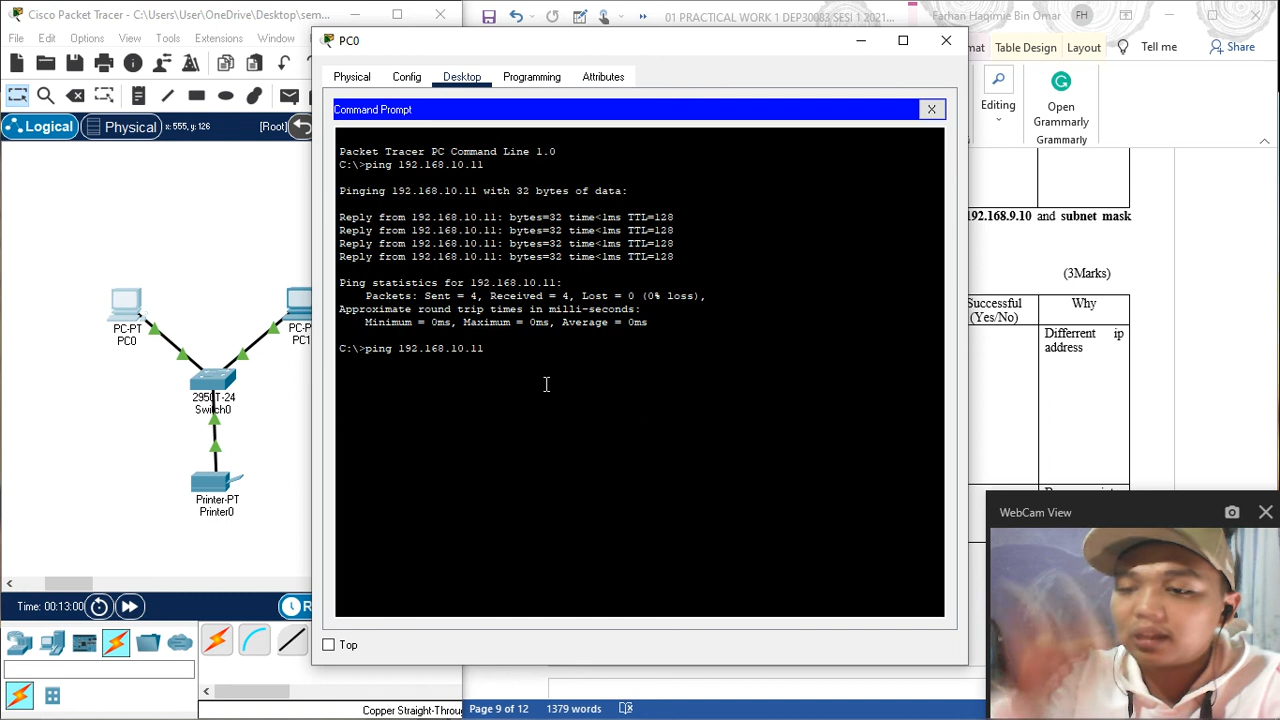 Cisco Packet Tracer - C:\Users\User\OneDrive\Desktop\sem...
File Edit Options View Tools Extensions Window
Logical Physical x: 555, y: 126 [Root]
PC-PT
PC0
PC-P
PC1
2950T-24
Switch0
Printer-PT
Printer0
Time: 00:13:00
R
Copper Straight-Throu
PC0
Physical Config Desktop Programming Attributes
Command Prompt X
Packet Tracer PC Command Line 1.0
C:\>ping 192.168.10.11
Pinging 192.168.10.11 with 32 bytes of data:
Reply from 192.168.10.11: bytes=32 time<1ms TTL=128
Reply from 192.168.10.11: bytes=32 time<1ms TTL=128
Reply from 192.168.10.11: bytes=32 time<1ms TTL=128
Reply from 192.168.10.11: bytes=32 time<1ms TTL=128
Ping statistics for 192.168.10.11:
Packets: Sent = 4, Received = 4, Lost = 0 (0% loss),
Approximate round trip times in milli-seconds:
Minimum = 0ms, Maximum = 0ms, Average = 0ms
C:\>ping 192.168.10.11
Top
01 PRACTICAL WORK 1 DEP30083 SESI 1 2021...
Farhan Haqimie Bin Omar FH
mat Table Design Layout Tell me Share
Editing
Open
Grammarly
Grammarly
192.168.9.10 and subnet mask
(3Marks)
Successful
(Yes/No)
Why
Different ip
address
WebCam View
Page 9 of 12 1379 words